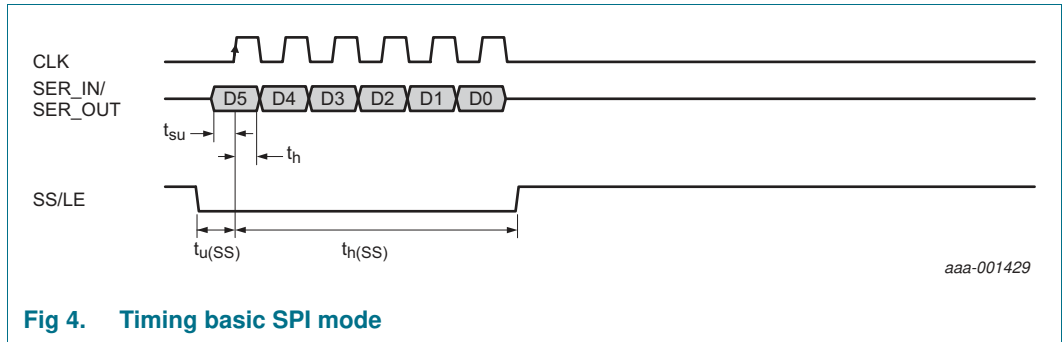 CLK
SER_IN/
SER_OUT
D5 D4 D3 D2 D1 D0
tsu
th
SS/LE
tu(SS) th(SS)
aaa-001429
Fig 4. Timing basic SPI mode